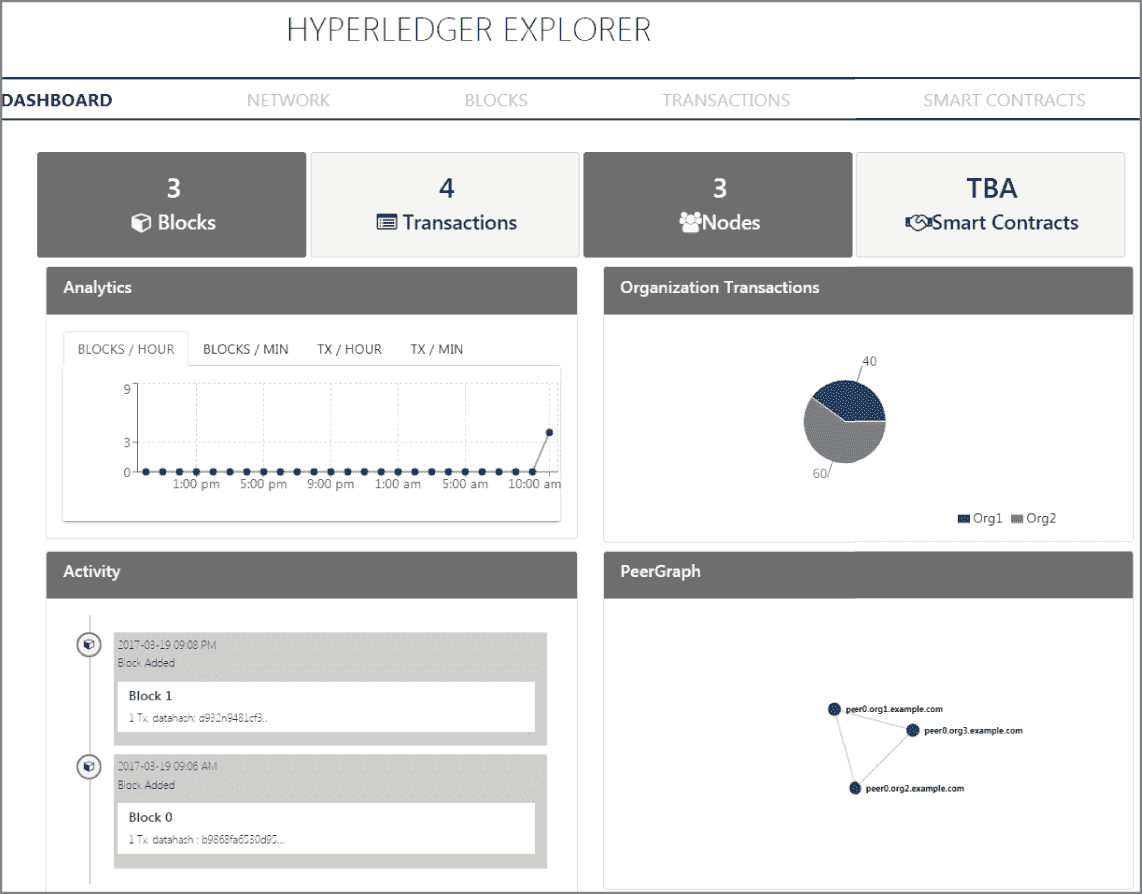 HYPERLEDGER EXPLORER
DASHBOARD NETWORK BLOCKS TRANSACTIONS SMART CONTRACTS
3 4 3 TBA
Blocks Transactions Nodes Smart Contracts
Analytics
BLOCKS / HOUR BLOCKS / MIN TX / HOUR TX / MIN
9
3
0
1:00 pm 5:00 pm 9:00 pm 1:00 am 5:00 am 10:00 am
Organization Transactions
40
60
Org1 Org2
Activity
2017-03-19 09:08 PM
Block Added
Block 1
1 Tx, datahash: d932n9481cf3..
2017-03-19 09:06 AM
Block Added
Block 0
1 Tx, datahash : b9868fa6530d95...
PeerGraph
peer0.org1.example.com
peer0.org3.example.com
peer0.org2.example.com